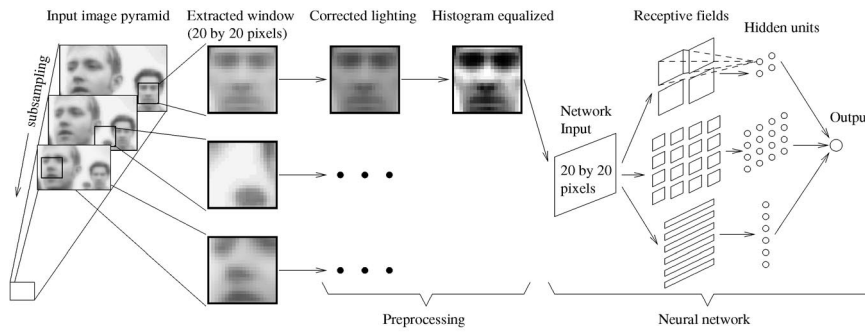 Input image pyramid
Extracted window
(20 by 20 pixels)
Corrected lighting
Histogram equalized
Receptive fields
Hidden units
subsampling
Network
Input
Output
20 by 20
pixels
Preprocessing
Neural network